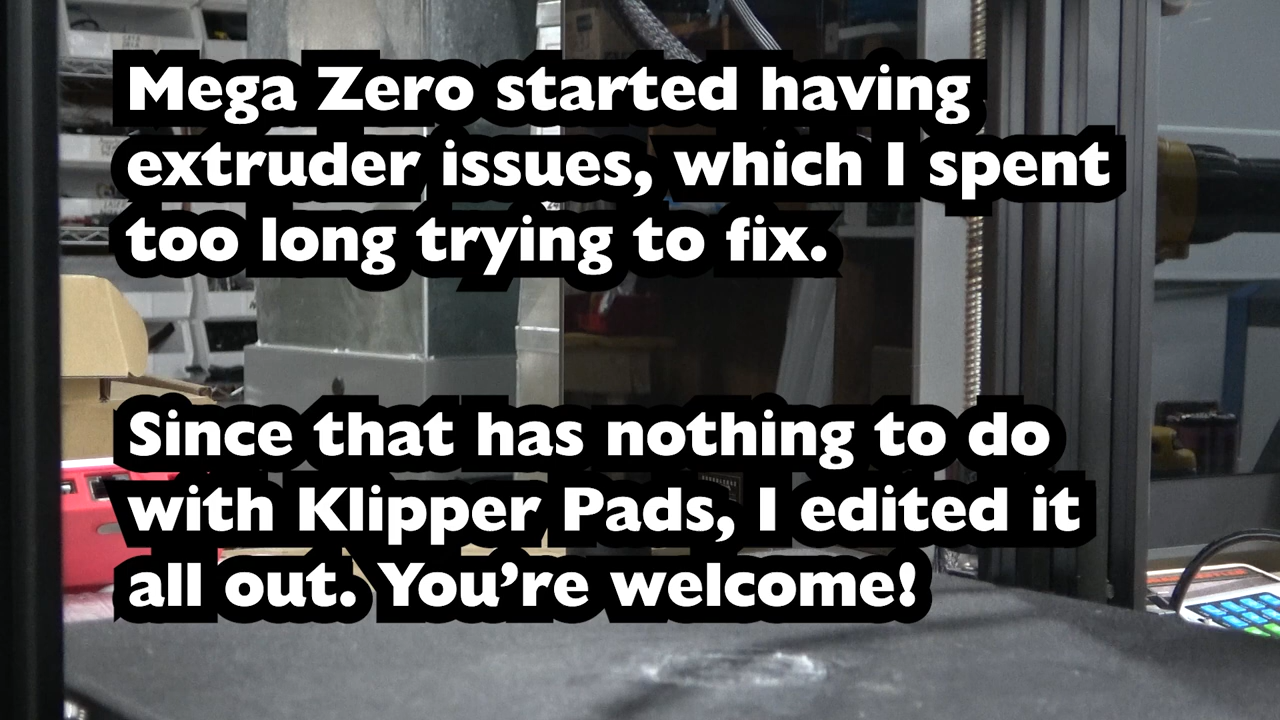 Mega Zero started having
extruder issues, which I spent
too long trying to fix.
Since that has nothing to do
with Klipper Pads, I edited it
all out. You’re welcome!